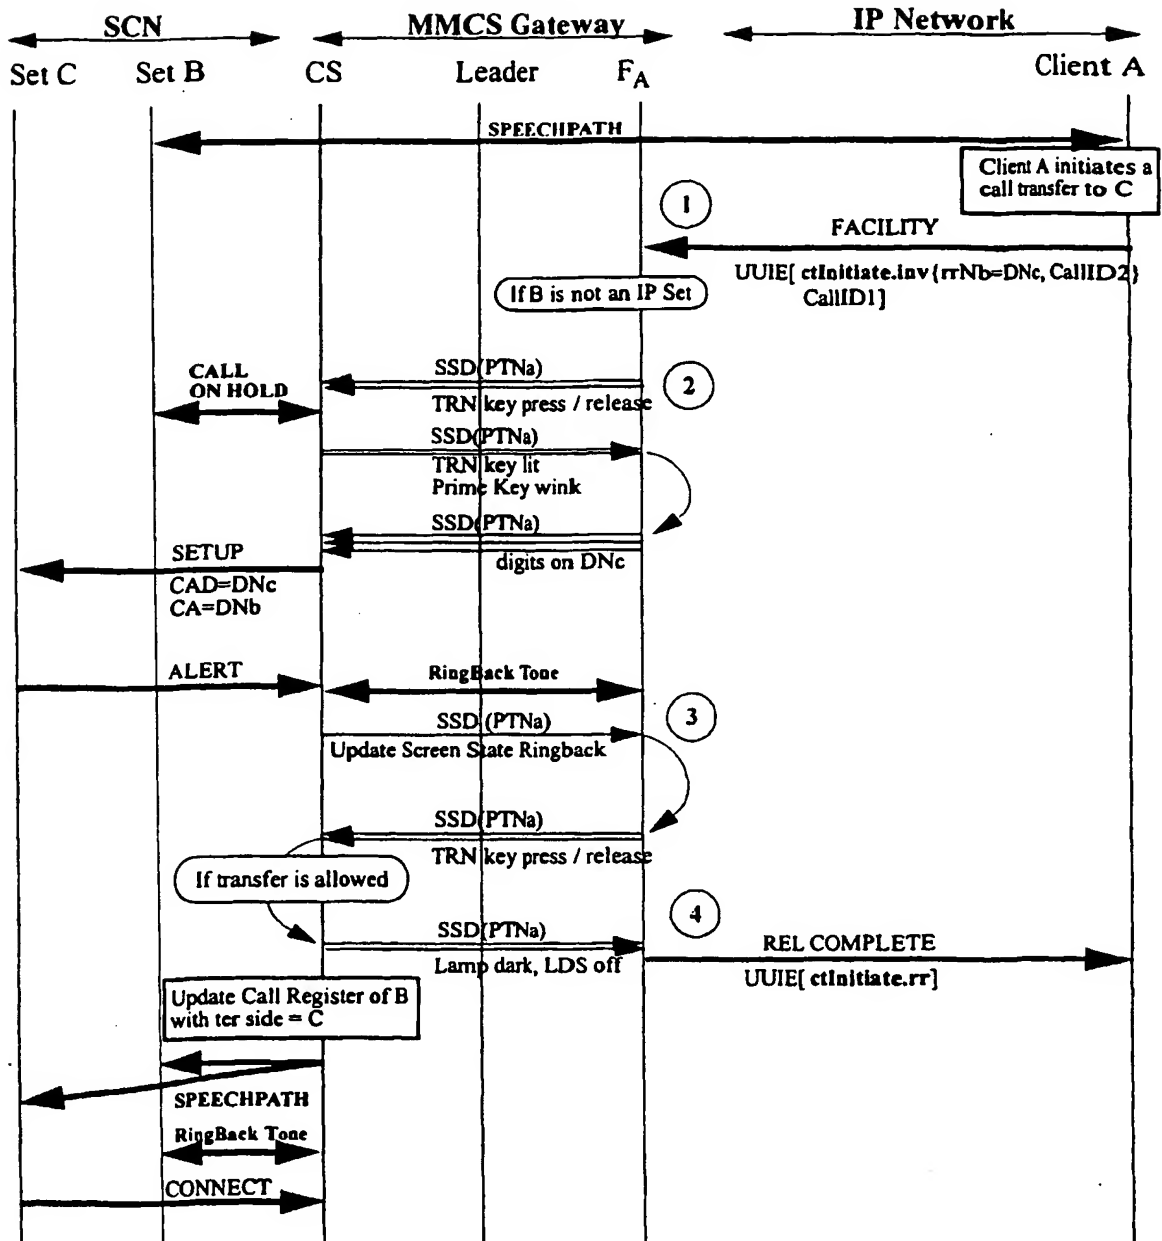 SCN
MMCS Gateway
IP Network
Set C
Set B
CS
Leader
FA
Client A
SPEECHPATH
Client A initiates a
call transfer to C
1
FACILITY
UUIE[ ctInitiate.inv{rrNb=DNc, CallID2}
CallID1]
If B is not an IP Set
CALL
ON HOLD
SSD(PTNa)
2
TRN key press / release
SSD(PTNa)
TRN key lit
Prime Key wink
SSD(PTNa)
digits on DNc
SETUP
CAD=DNc
CA=DNb
ALERT
RingBack Tone
3
SSD (PTNa)
Update Screen State Ringback
SSD(PTNa)
TRN key press / release
If transfer is allowed
4
SSD(PTNa)
Lamp dark, LDS off
REL COMPLETE
UUIE[ ctInitiate.rr]
Update Call Register of B
with ter side = C
SPEECHPATH
RingBack Tone
CONNECT